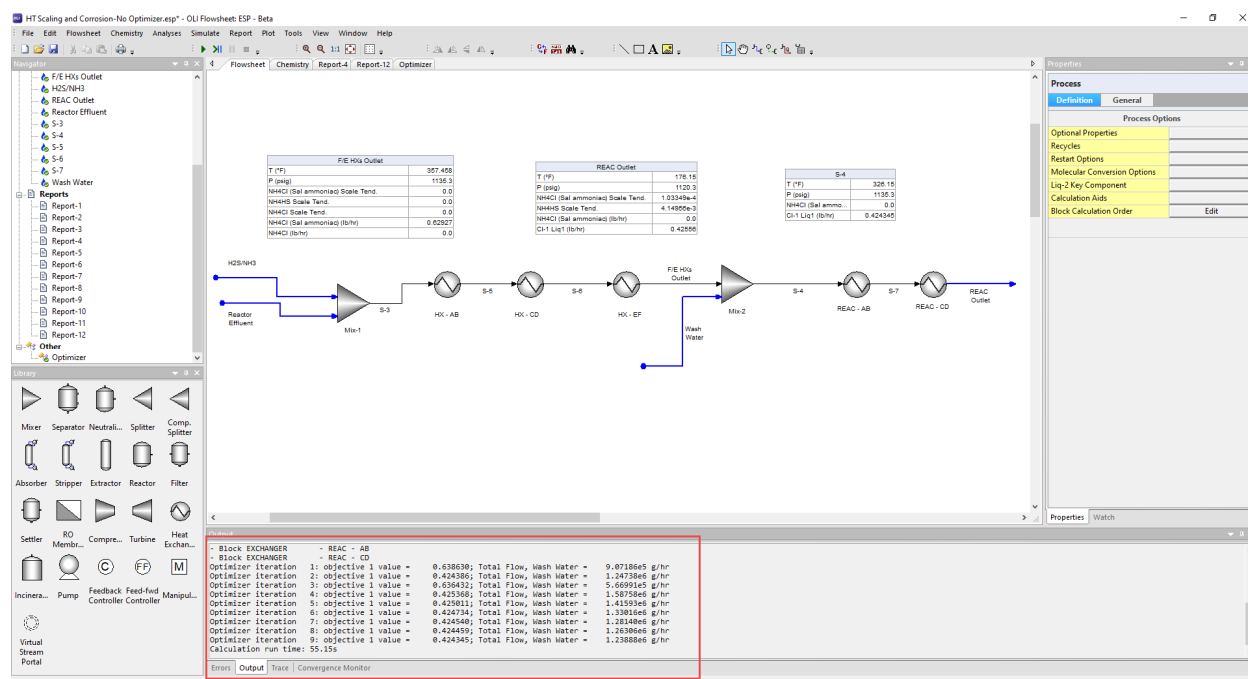 HT Scaling and Corrosion-No Optimizer.esp* - OLI Flowsheet: ESP - Beta
File Edit Flowsheet Chemistry Analyses Simulate Report Plot Tools View Window Help
1:1
Navigator
F/E HXs Outlet
H2S/NH3
REAC Outlet
Reactor Effluent
S-3
S-4
S-5
S-6
S-7
Wash Water
Reports
Report-1
Report-2
Report-3
Report-4
Report-5
Report-6
Report-7
Report-8
Report-9
Report-10
Report-11
Report-12
Other
Optimizer
Library
Mixer Separator Neutrali... Splitter Comp. Splitter
Absorber Stripper Extractor Reactor Filter
Settler RO Membr... Compre... Turbine Heat Exchan...
Incinera... Pump Feedback Controller Feed-fwd Controller Manipul...
Virtual Stream Portal
Flowsheet Chemistry Report-4 Report-12 Optimizer
F/E HXs Outlet
T (°F) 357.458
P (psig) 1135.3
NH4Cl (Sal ammoniac) Scale Tend. 0.0
NH4HS Scale Tend. 0.0
NH4Cl Scale Tend. 0.0
NH4Cl (Sal ammoniac) (lb/hr) 0.62927
NH4Cl (lb/hr) 0.0
REAC Outlet
T (°F) 176.15
P (psig) 1120.3
NH4Cl (Sal ammoniac) Scale Tend. 1.03349e-4
NH4HS Scale Tend. 4.14966e-3
NH4Cl (Sal ammoniac) (lb/hr) 0.0
Cl-1 Liq1 (lb/hr) 0.42556
S-4
T (°F) 326.15
P (psig) 1135.3
NH4Cl (Sal ammo... 0.0
Cl-1 Liq1 (lb/hr) 0.424345
H2S/NH3
Reactor
Effluent
Mix-1
S-3
HX - AB
S-5
HX - CD
S-6
HX - EF
F/E HXs
Outlet
Wash
Water
Mix-2
S-4
REAC - AB
S-7
REAC - CD
REAC
Outlet
Properties
Process
Definition General
Process Options
Optional Properties
Recycles
Restart Options
Molecular Conversion Options
Liq-2 Key Component
Calculation Aids
Block Calculation Order Edit
Properties Watch
Output
- Block EXCHANGER - REAC - AB
- Block EXCHANGER - REAC - CD
Optimizer iteration 1: objective 1 value = 0.638630; Total Flow, Wash Water = 9.07186e5 g/hr
Optimizer iteration 2: objective 1 value = 0.424386; Total Flow, Wash Water = 1.24738e6 g/hr
Optimizer iteration 3: objective 1 value = 0.636432; Total Flow, Wash Water = 5.66991e5 g/hr
Optimizer iteration 4: objective 1 value = 0.425368; Total Flow, Wash Water = 1.58758e6 g/hr
Optimizer iteration 5: objective 1 value = 0.425011; Total Flow, Wash Water = 1.41593e6 g/hr
Optimizer iteration 6: objective 1 value = 0.424734; Total Flow, Wash Water = 1.33016e6 g/hr
Optimizer iteration 7: objective 1 value = 0.424540; Total Flow, Wash Water = 1.28140e6 g/hr
Optimizer iteration 8: objective 1 value = 0.424459; Total Flow, Wash Water = 1.26306e6 g/hr
Optimizer iteration 9: objective 1 value = 0.424345; Total Flow, Wash Water = 1.23888e6 g/hr
Calculation run time: 55.15s
Errors Output Trace Convergence Monitor